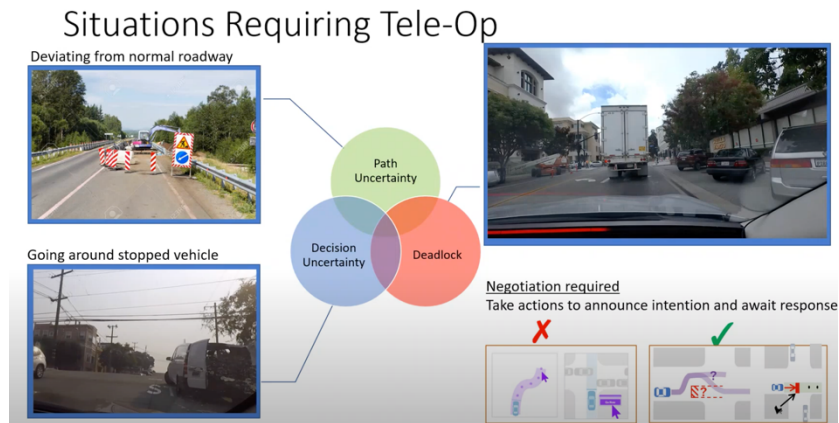 Situations Requiring Tele-Op
Deviating from normal roadway
Path
Uncertainty
Decision
Uncertainty
Deadlock
Going around stopped vehicle
Negotiation required
Take actions to announce intention and await response
?
?